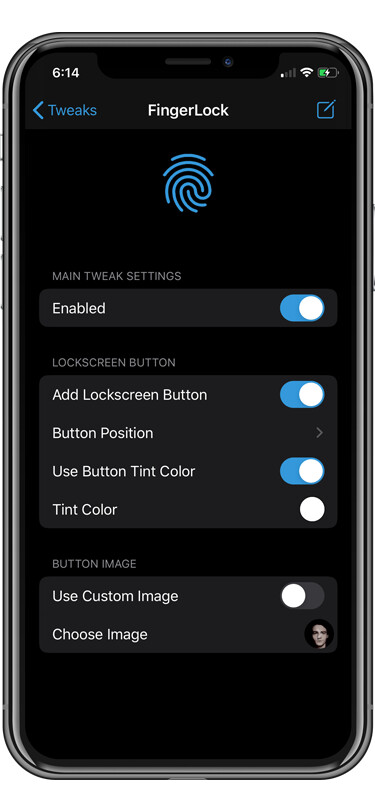 6:14
Tweaks
FingerLock
MAIN TWEAK SETTINGS
Enabled
LOCKSCREEN BUTTON
Add Lockscreen Button
Button Position
Use Button Tint Color
Tint Color
BUTTON IMAGE
Use Custom Image
Choose Image